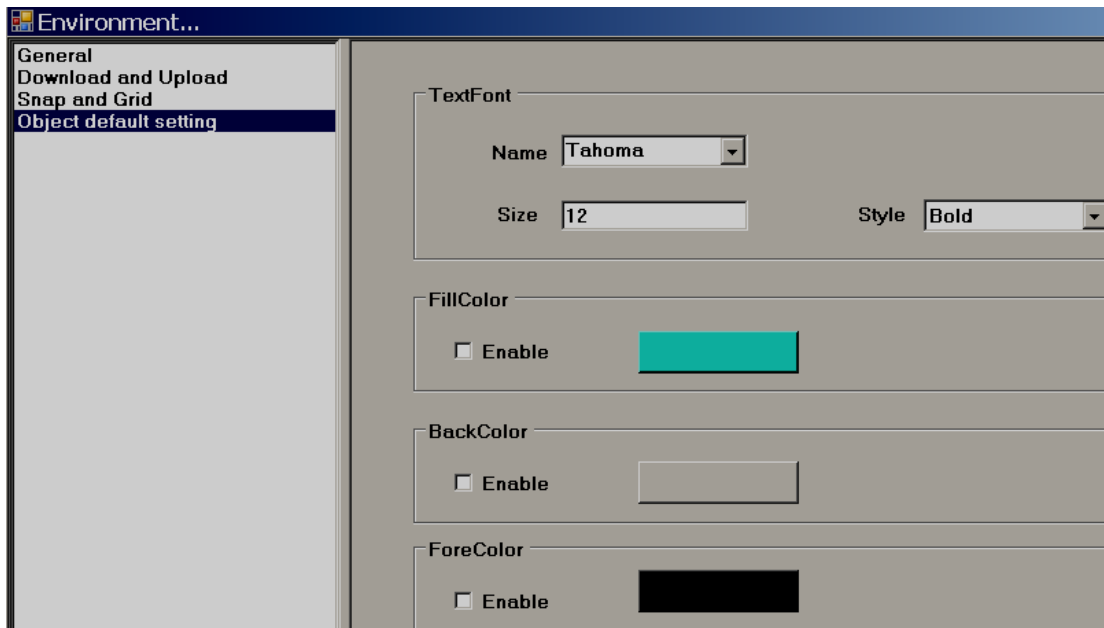 Environment...
General
Download and Upload
Snap and Grid
Object default setting
TextFont
Name Tahoma
Size 12 Style Bold
FillColor
Enable
BackColor
Enable
ForeColor
Enable